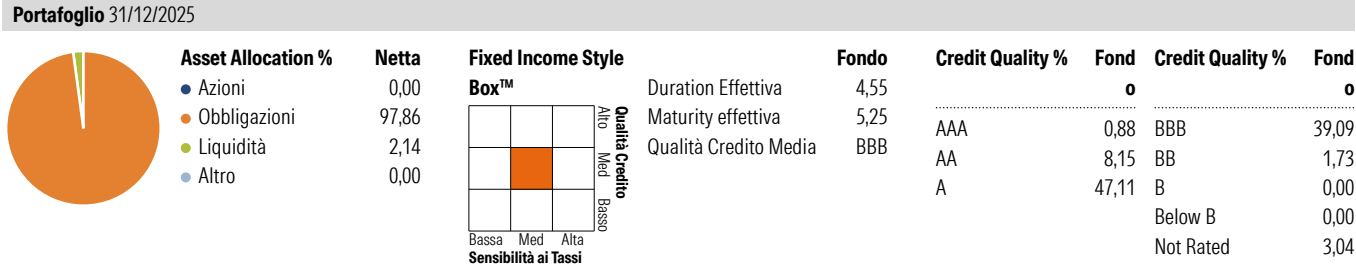 Portafoglio 31/12/2025
Asset Allocation % Netta
Azioni 0,00
Obbligazioni 97,86
Liquidità 2,14
Altro 0,00
Fixed Income Style
Box™
Alto Med Basso
Qualità Credito
Bassa Med Alta
Sensibilità ai Tassi
Fondo
Duration Effettiva 4,55
Maturity effettiva 5,25
Qualità Credito Media BBB
Credit Quality % Fond
o
AAA 0,88
AA 8,15
A 47,11
Credit Quality % Fond
o
BBB 39,09
BB 1,73
B 0,00
Below B 0,00
Not Rated 3,04